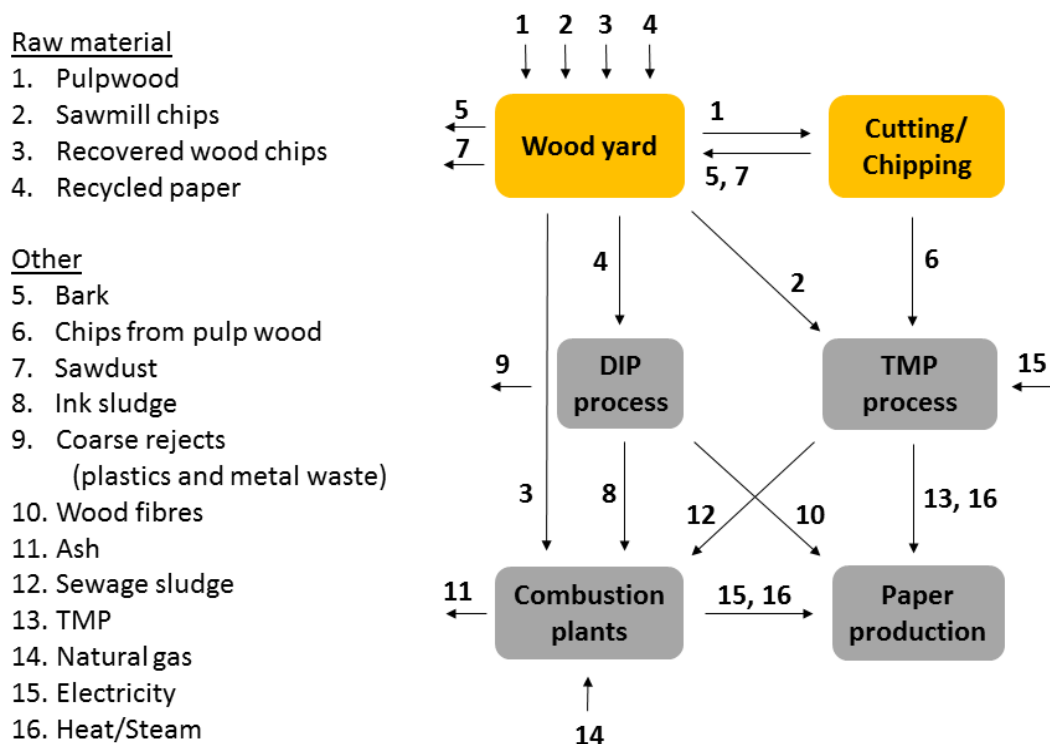 Raw material
1. Pulpwood
2. Sawmill chips
3. Recovered wood chips
4. Recycled paper
Other
5. Bark
6. Chips from pulp wood
7. Sawdust
8. Ink sludge
9. Coarse rejects
(plastics and metal waste)
10. Wood fibres
11. Ash
12. Sewage sludge
13. TMP
14. Natural gas
15. Electricity
16. Heat/Steam
1 2 3 4
5
7
Wood yard
1
5, 7
Cutting/
Chipping
4
2
6
9
DIP
process
TMP
process
15
3
8
12
10
13, 16
11
Combustion
plants
15, 16
Paper
production
14